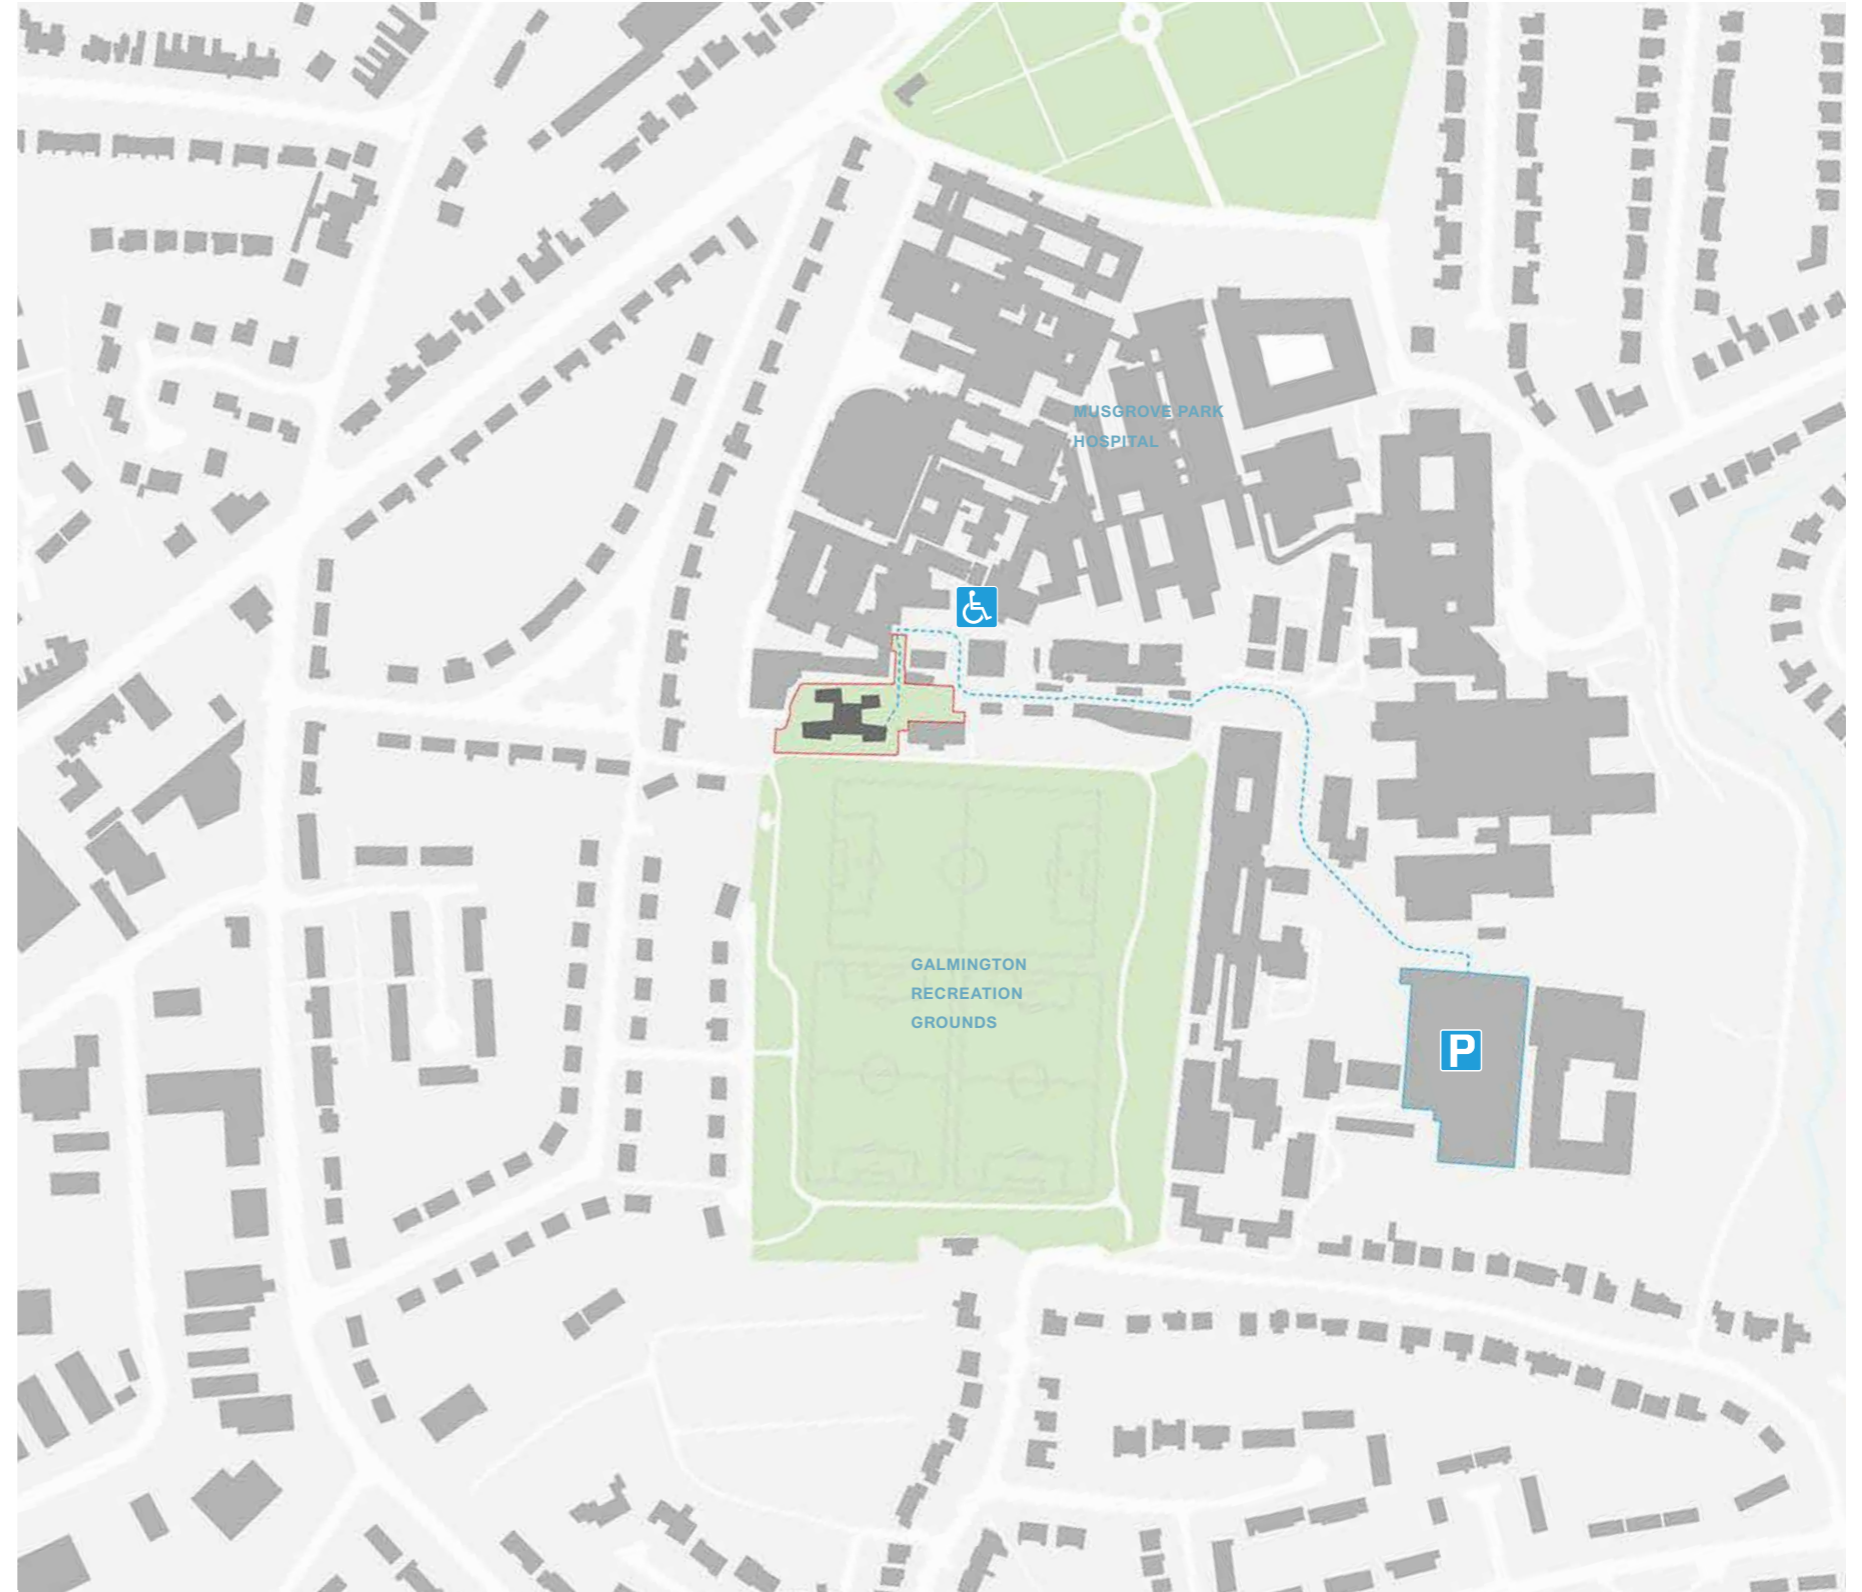 MUSGROVE PARK
HOSPITAL
GALMINGTON
RECREATION
GROUNDS
P